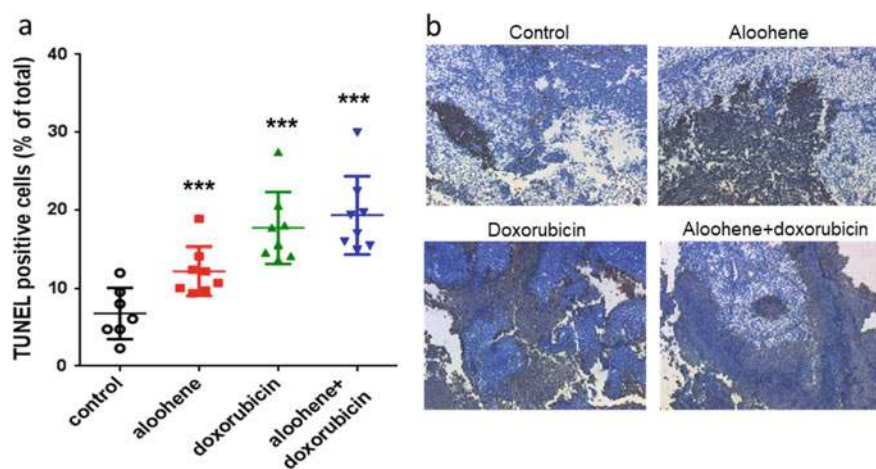 a
TUNEL positive cells (% of total)
40
30
20
10
0
***
***
***
control
aloohene
doxorubicin
aloohene+
doxorubicin
b
Control
Aloohene
Doxorubicin
Aloohene+doxorubicin